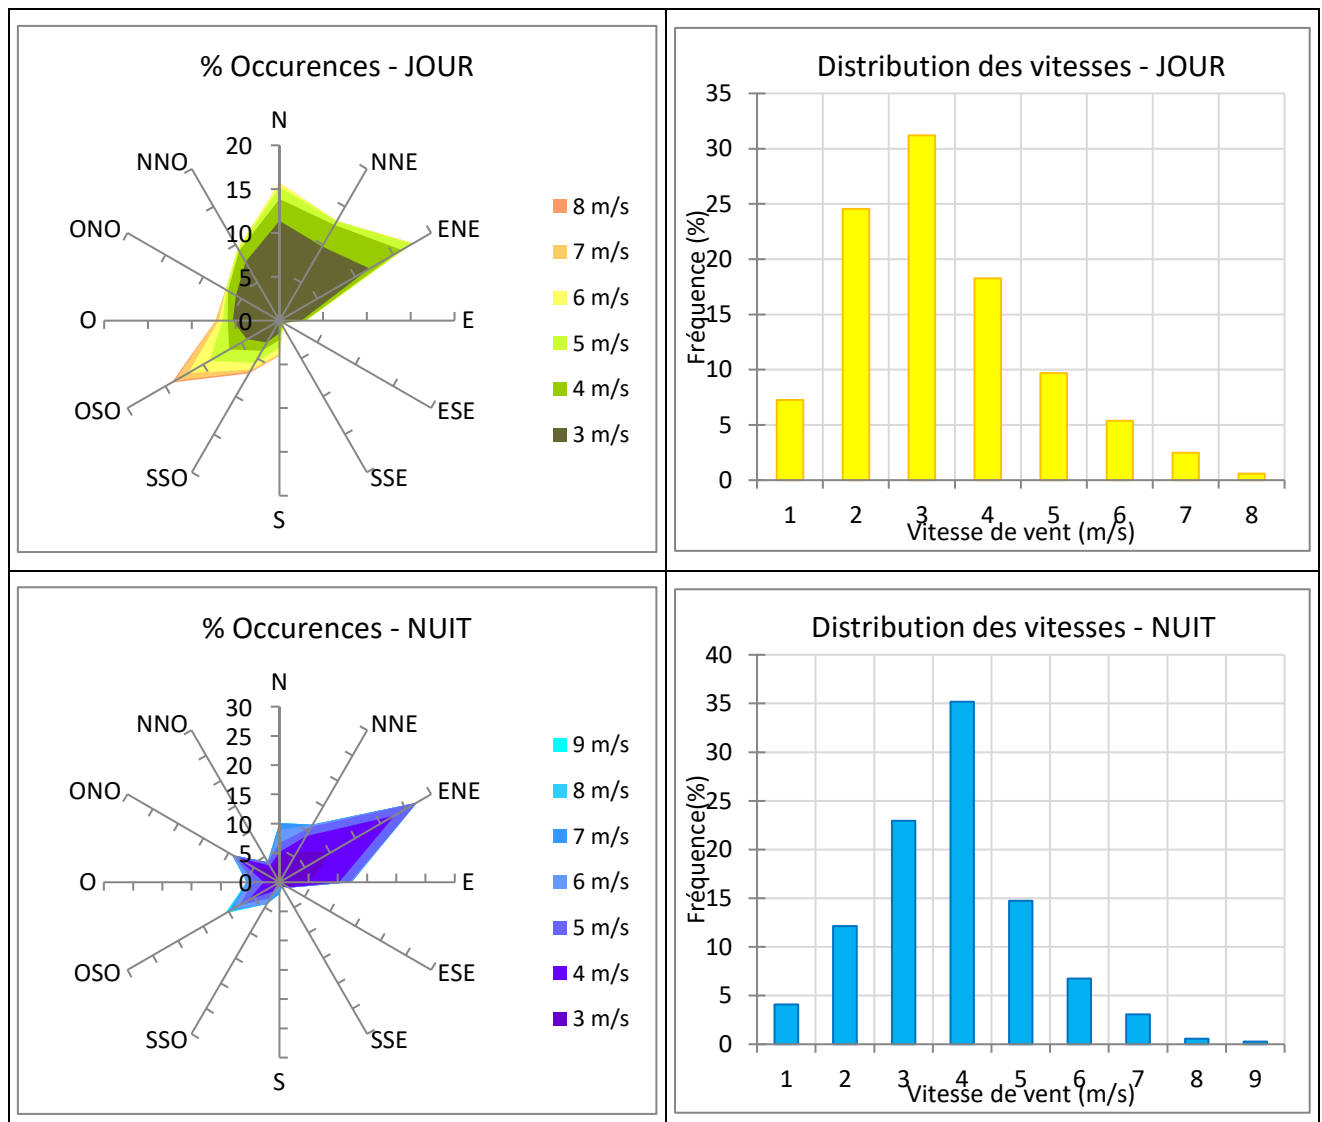 % Occurences - JOUR
N
NNE
ENE
E
ESE
SSE
S
SSO
OSO
O
ONO
NNO
20
15
10
5
0
8 m/s
7 m/s
6 m/s
5 m/s
4 m/s
3 m/s
Distribution des vitesses - JOUR
Fréquence (%)
35
30
25
20
15
10
5
0
1 2 3 4 5 6 7 8
Vitesse de vent (m/s)
% Occurences - NUIT
N
NNE
ENE
E
ESE
SSE
S
SSO
OSO
O
ONO
NNO
30
25
20
15
10
5
0
9 m/s
8 m/s
7 m/s
6 m/s
5 m/s
4 m/s
3 m/s
Distribution des vitesses - NUIT
Fréquence(%)
40
35
30
25
20
15
10
5
0
1 2 3 4 5 6 7 8 9
Vitesse de vent (m/s)